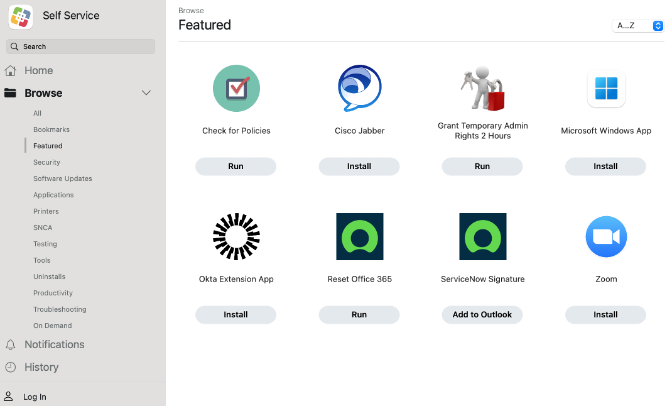 Self Service
Search
Home
Browse
All
Bookmarks
Featured
Security
Software Updates
Applications
Printers
SNCA
Testing
Tools
Uninstalls
Productivity
Troubleshooting
On Demand
Notifications
History
Log In
Browse
Featured
A...Z
Check for Policies
Run
Cisco Jabber
Install
Grant Temporary Admin
Rights 2 Hours
Run
Microsoft Windows App
Install
Okta Extension App
Install
Reset Office 365
Run
ServiceNow Signature
Add to Outlook
Zoom
Install